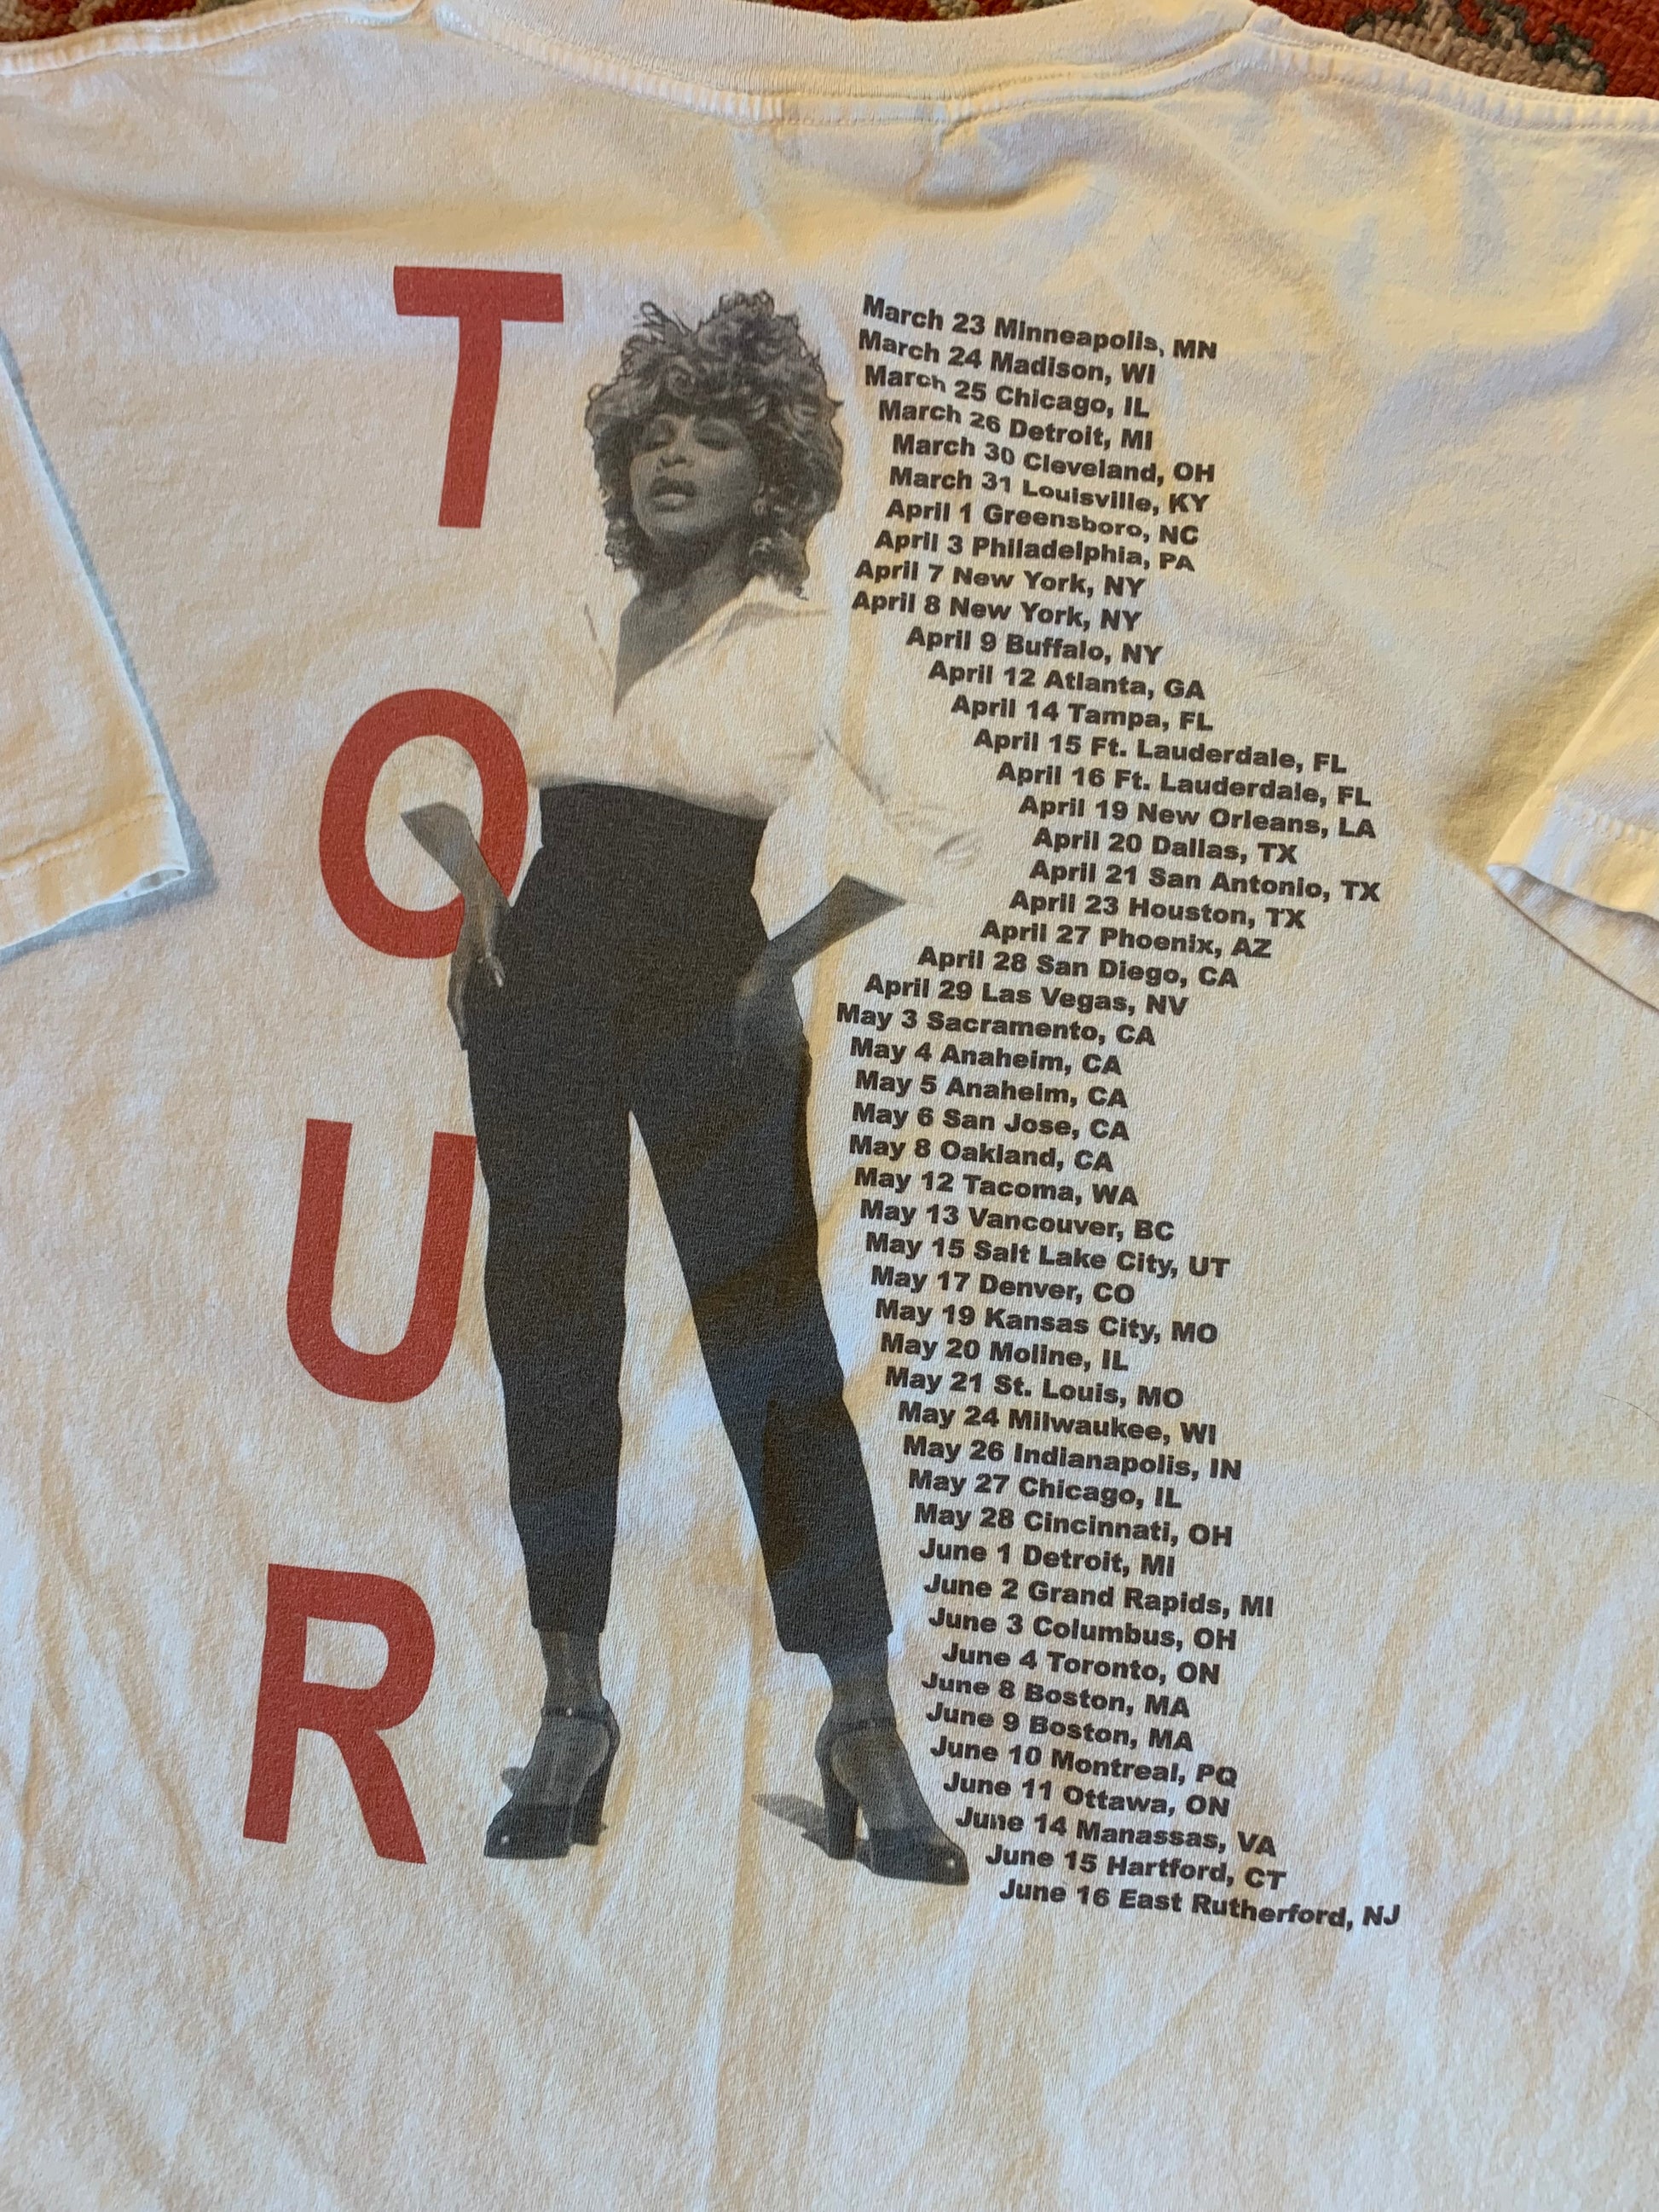 TOUR
March 23 Minneapolis, MN
March 24 Madison, WI
March 25 Chicago, IL
March 26 Detroit, MI
March 30 Cleveland, OH
March 31 Louisville, KY
April 1 Greensboro, NC
April 3 Philadelphia, PA
April 7 New York, NY
April 8 New York, NY
April 9 Buffalo, NY
April 12 Atlanta, GA
April 14 Tampa, FL
April 15 Ft. Lauderdale, FL
April 16 Ft. Lauderdale, FL
April 19 New Orleans, LA
April 20 Dallas, TX
April 21 San Antonio, TX
April 23 Houston, TX
April 27 Phoenix, AZ
April 28 San Diego, CA
April 29 Las Vegas, NV
May 3 Sacramento, CA
May 4 Anaheim, CA
May 5 Anaheim, CA
May 6 San Jose, CA
May 8 Oakland, CA
May 12 Tacoma, WA
May 13 Vancouver, BC
May 15 Salt Lake City, UT
May 17 Denver, CO
May 19 Kansas City, MO
May 20 Moline, IL
May 21 St. Louis, MO
May 24 Milwaukee, WI
May 26 Indianapolis, IN
May 27 Chicago, IL
May 28 Cincinnati, OH
June 1 Detroit, MI
June 2 Grand Rapids, MI
June 3 Columbus, OH
June 4 Toronto, ON
June 8 Boston, MA
June 9 Boston, MA
June 10 Montreal, PQ
June 11 Ottawa, ON
June 14 Manassas, VA
June 15 Hartford, CT
June 16 East Rutherford, NJ